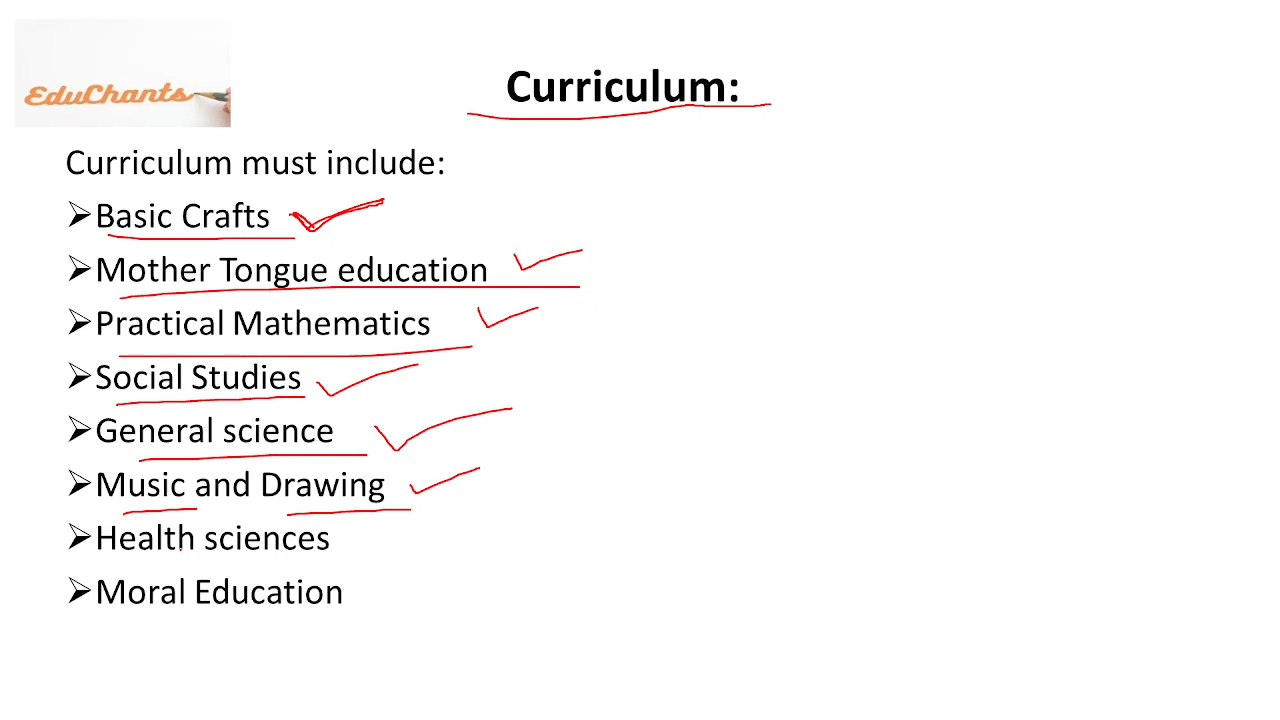 EduChants
Curriculum:
Curriculum must include:
➢Basic Crafts
➢Mother Tongue education
➢Practical Mathematics
➢Social Studies
➢General science
➢Music and Drawing
➢Health sciences
➢Moral Education